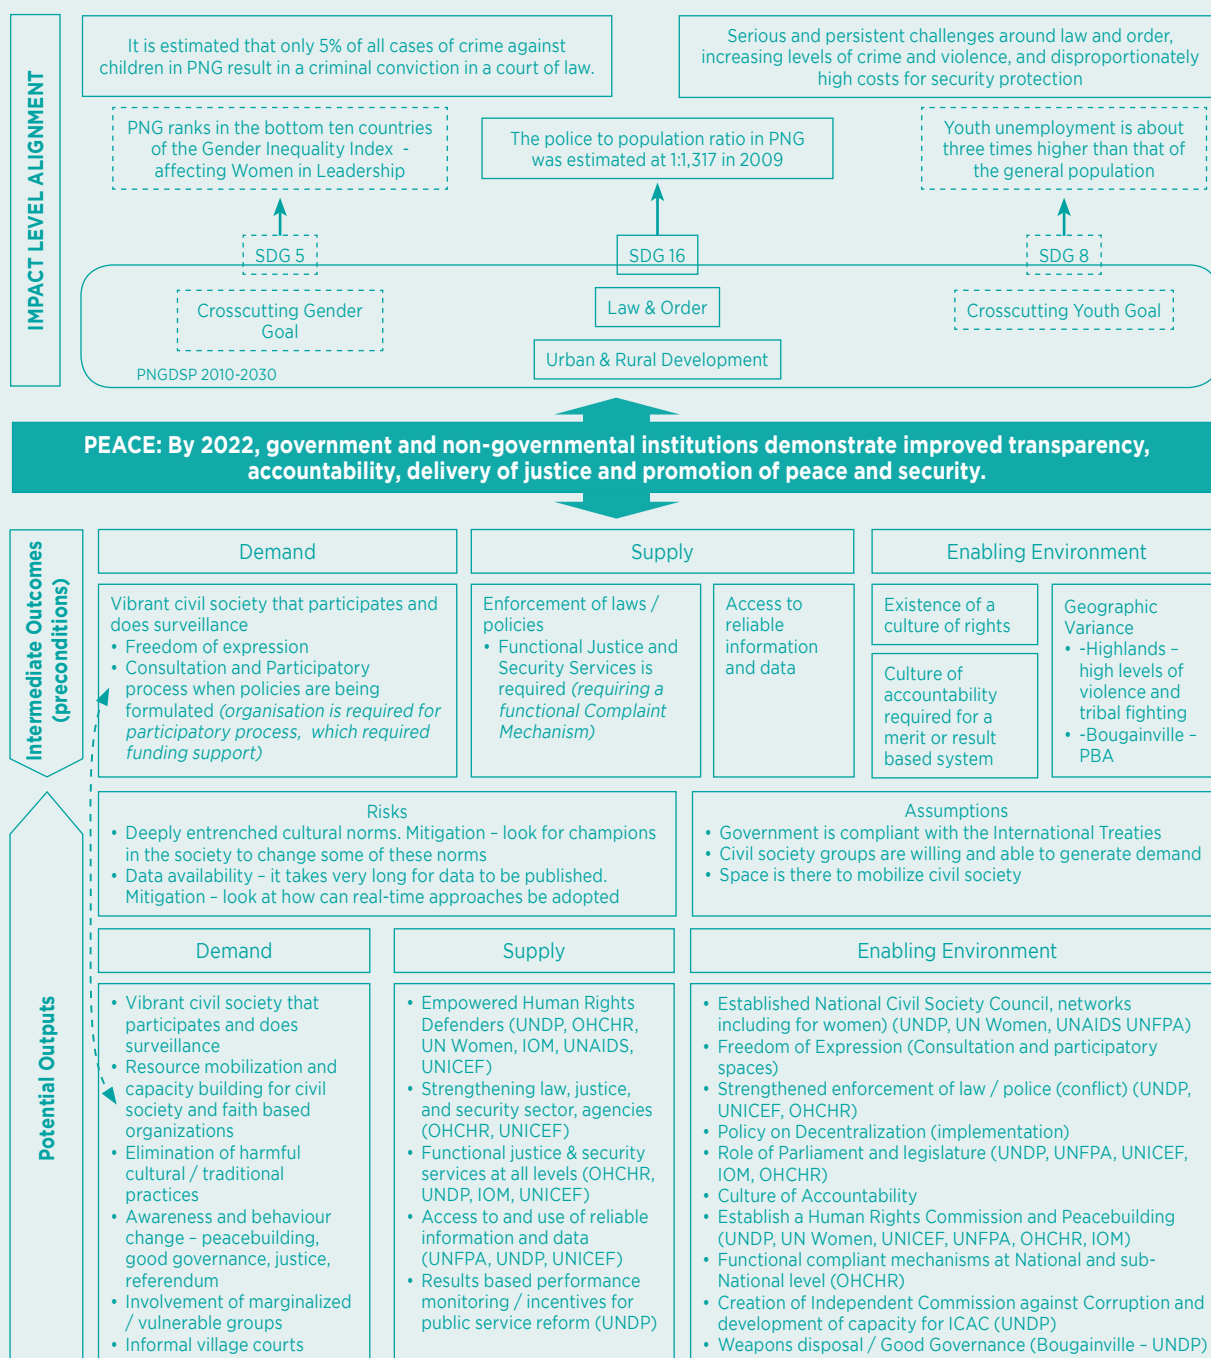 IMPACT LEVEL ALIGNMENT
It is estimated that only 5% of all cases of crime against
children in PNG result in a criminal conviction in a court of law.
Serious and persistent challenges around law and order,
increasing levels of crime and violence, and disproportionately
high costs for security protection
PNG ranks in the bottom ten countries
of the Gender Inequality Index -
affecting Women in Leadership
The police to population ratio in PNG
was estimated at 1:1,317 in 2009
Youth unemployment is about
three times higher than that of
the general population
SDG 5
SDG 16
SDG 8
Crosscutting Gender
Goal
Law & Order
Crosscutting Youth Goal
Urban & Rural Development
PNGDSP 2010-2030
PEACE: By 2022, government and non-governmental institutions demonstrate improved transparency,
accountability, delivery of justice and promotion of peace and security.
Intermediate Outcomes
(preconditions)
Demand
Supply
Enabling Environment
Vibrant civil society that participates and
does surveillance
• Freedom of expression
• Consultation and Participatory
process when policies are being
formulated (organisation is required for
participatory process, which required
funding support)
Enforcement of laws /
policies
• Functional Justice and
Security Services is
required (requiring a
functional Complaint
Mechanism)
Access to
reliable
information
and data
Existence of a
culture of rights
Culture of
accountability
required for a
merit or result
based system
Geographic
Variance
• -Highlands –
high levels of
violence and
tribal fighting
• -Bougainville –
PBA
Risks
• Deeply entrenched cultural norms. Mitigation – look for champions
in the society to change some of these norms
• Data availability – it takes very long for data to be published.
Mitigation – look at how can real-time approaches be adopted
Assumptions
• Government is compliant with the International Treaties
• Civil society groups are willing and able to generate demand
• Space is there to mobilize civil society
Potential Outputs
Demand
Supply
Enabling Environment
• Vibrant civil society that
participates and does
surveillance
• Resource mobilization and
capacity building for civil
society and faith based
organizations
• Elimination of harmful
cultural / traditional
practices
• Awareness and behaviour
change – peacebuilding,
good governance, justice,
referendum
• Involvement of marginalized
/ vulnerable groups
• Informal village courts
• Empowered Human Rights
Defenders (UNDP, OHCHR,
UN Women, IOM, UNAIDS,
UNICEF)
• Strengthening law, justice,
and security sector, agencies
(OHCHR, UNICEF)
• Functional justice & security
services at all levels (OHCHR,
UNDP, IOM, UNICEF)
• Access to and use of reliable
information and data
(UNFPA, UNDP, UNICEF)
• Results based performance
monitoring / incentives for
public service reform (UNDP)
• Established National Civil Society Council, networks
including for women) (UNDP, UN Women, UNAIDS UNFPA)
• Freedom of Expression (Consultation and participatory
spaces)
• Strengthened enforcement of law / police (conflict) (UNDP,
UNICEF, OHCHR)
• Policy on Decentralization (implementation)
• Role of Parliament and legislature (UNDP, UNFPA, UNICEF,
IOM, OHCHR)
• Culture of Accountability
• Establish a Human Rights Commission and Peacebuilding
(UNDP, UN Women, UNICEF, UNFPA, OHCHR, IOM)
• Functional compliant mechanisms at National and sub-
National level (OHCHR)
• Creation of Independent Commission against Corruption and
development of capacity for ICAC (UNDP)
• Weapons disposal / Good Governance (Bougainville – UNDP)